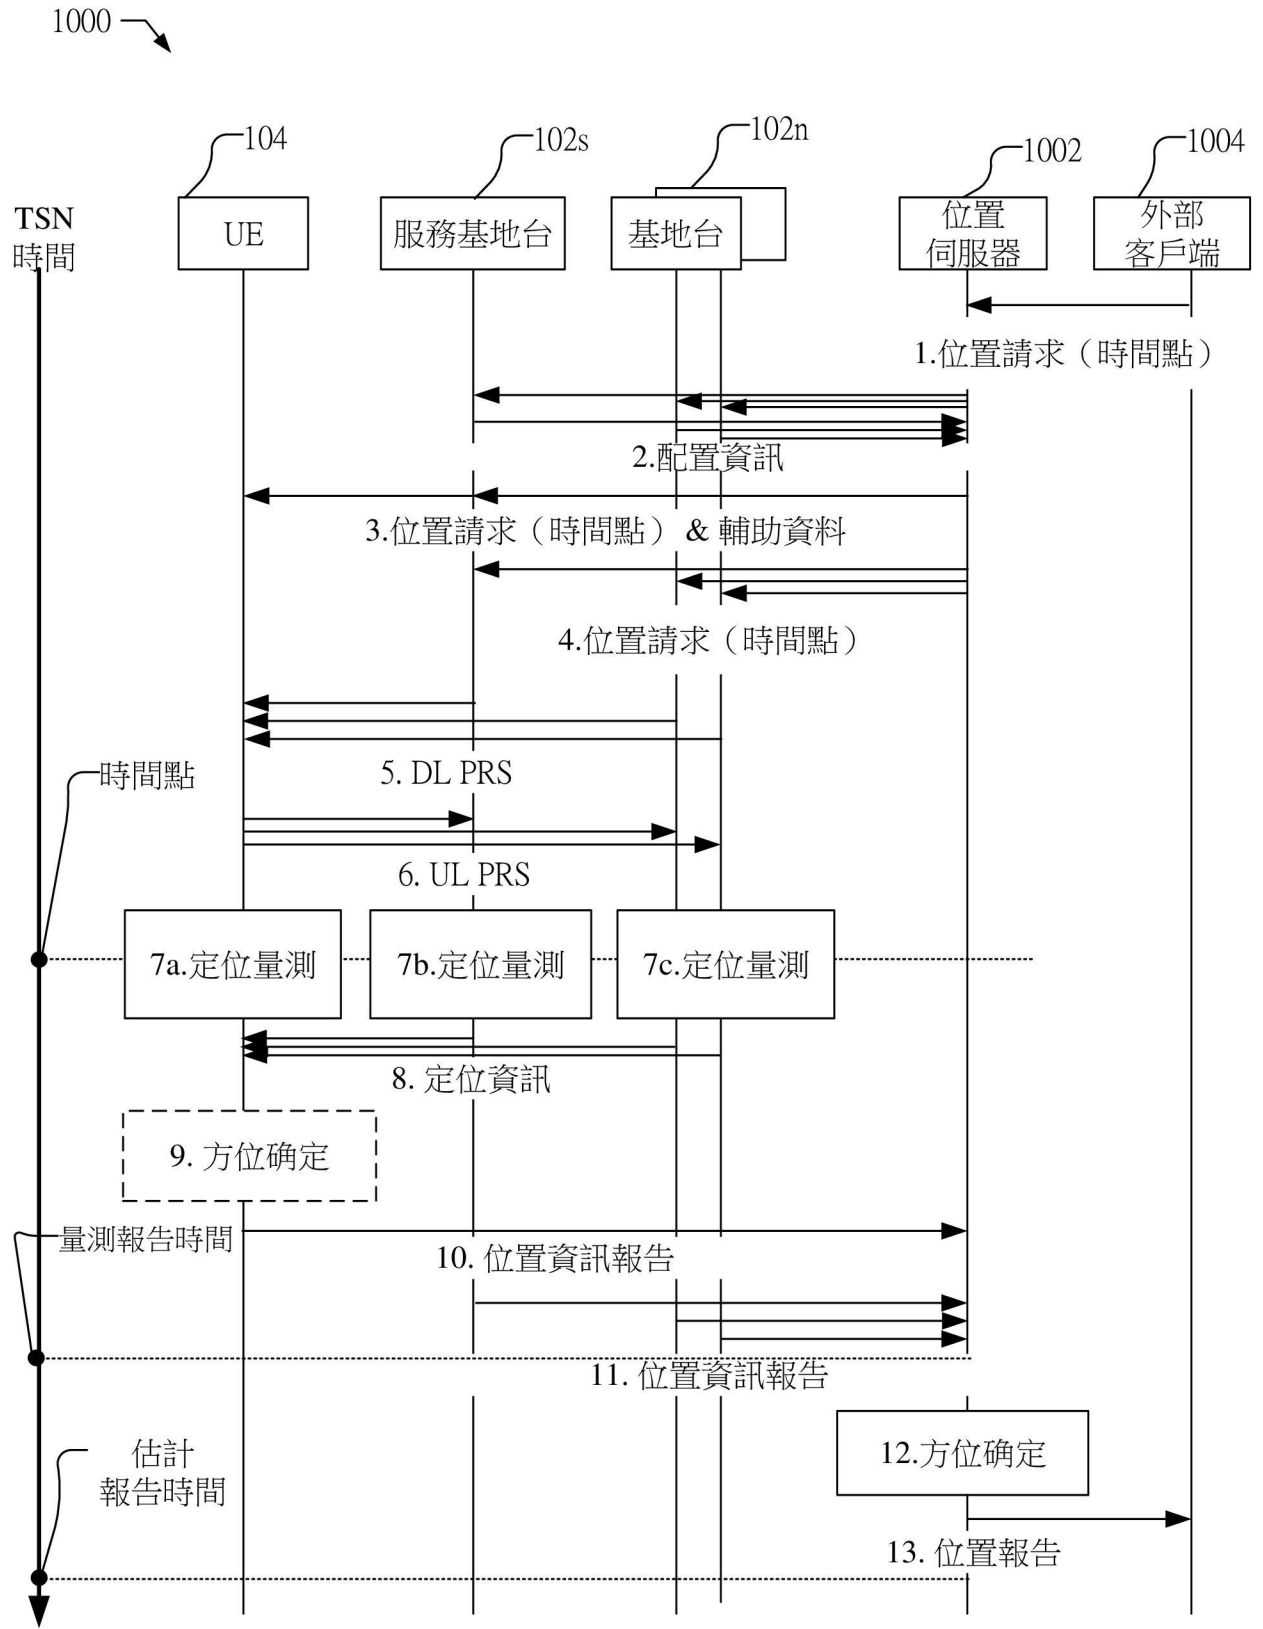 1000
104
102s
102n
1002
1004
TSN
時間
UE
服務基地台
基地台
位置
伺服器
外部
客戶端
1.位置請求（時間點）
2.配置資訊
3.位置請求（時間點） & 輔助資料
4.位置請求（時間點）
時間點
5. DL PRS
6. UL PRS
7a.定位量測
7b.定位量測
7c.定位量測
8. 定位資訊
9. 方位确定
量測報告時間
10. 位置資訊報告
11. 位置資訊報告
估計
報告時間
12.方位确定
13. 位置報告